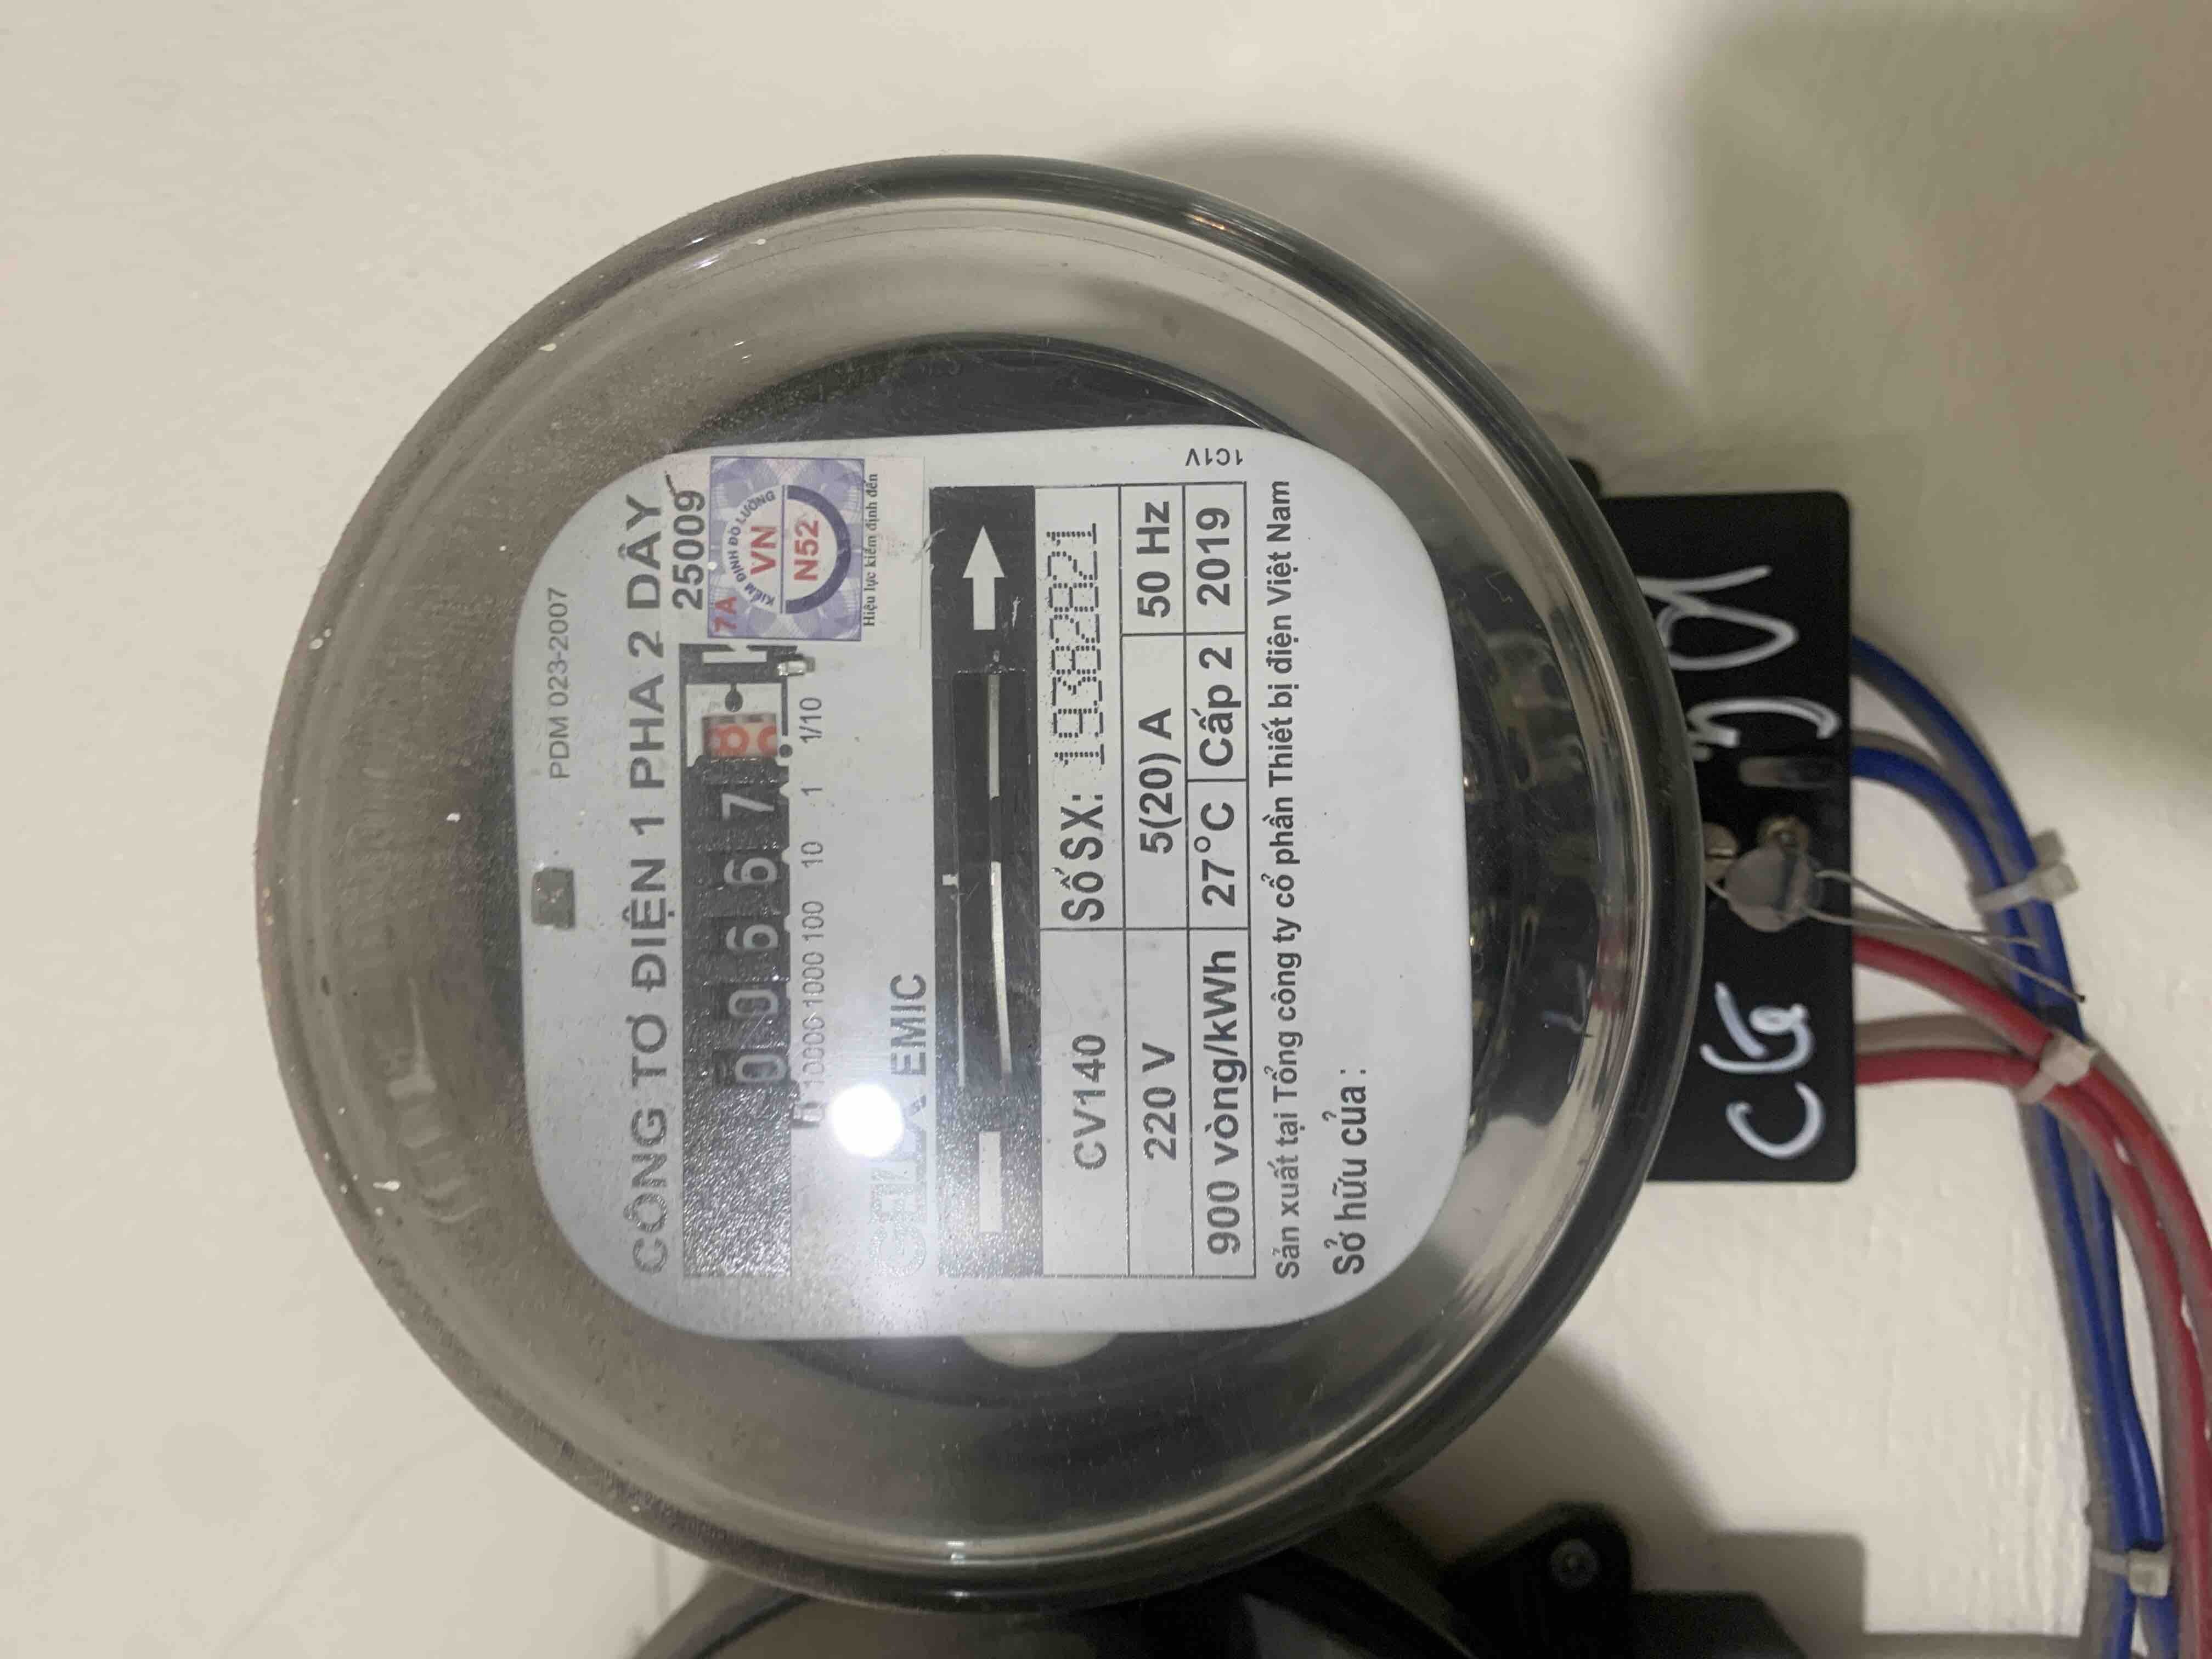 PDM 023-2007
CÔNG TƠ ĐIỆN 1 PHA 2 DÂY
25009
0 0 6 6 7 8
10000 1000 100 10 1 1/10
7A
KIỂM ĐỊNH ĐO LƯỜNG
VN
N52
Hiệu lực kiểm định đến
GELEX EMIC
CV140 Số SX: 19382821
220 V 5(20) A 50 Hz
900 vòng/kWh 27°C Cấp 2 2019
1C1V
Sản xuất tại Tổng công ty cổ phần Thiết bị điện Việt Nam
Sở hữu của :